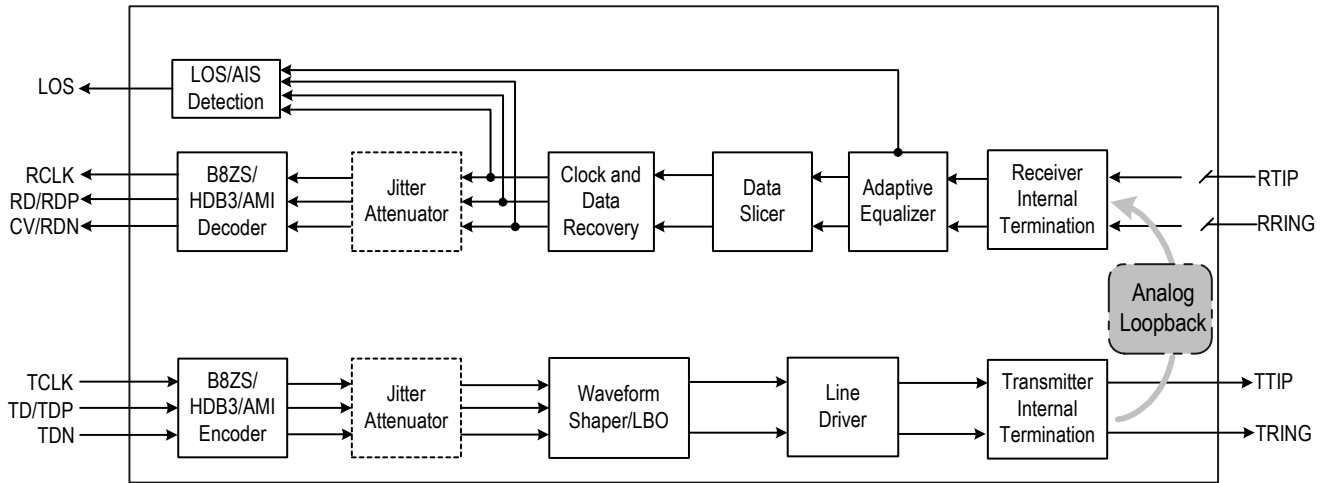 LOS
LOS/AIS
Detection
RCLK
RD/RDP
CV/RDN
B8ZS/
HDB3/AMI
Decoder
Jitter
Attenuator
Clock and
Data
Recovery
Data
Slicer
Adaptive
Equalizer
Receiver
Internal
Termination
RTIP
RRING
Analog
Loopback
TCLK
TD/TDP
TDN
B8ZS/
HDB3/AMI
Encoder
Jitter
Attenuator
Waveform
Shaper/LBO
Line
Driver
Transmitter
Internal
Termination
TTIP
TRING